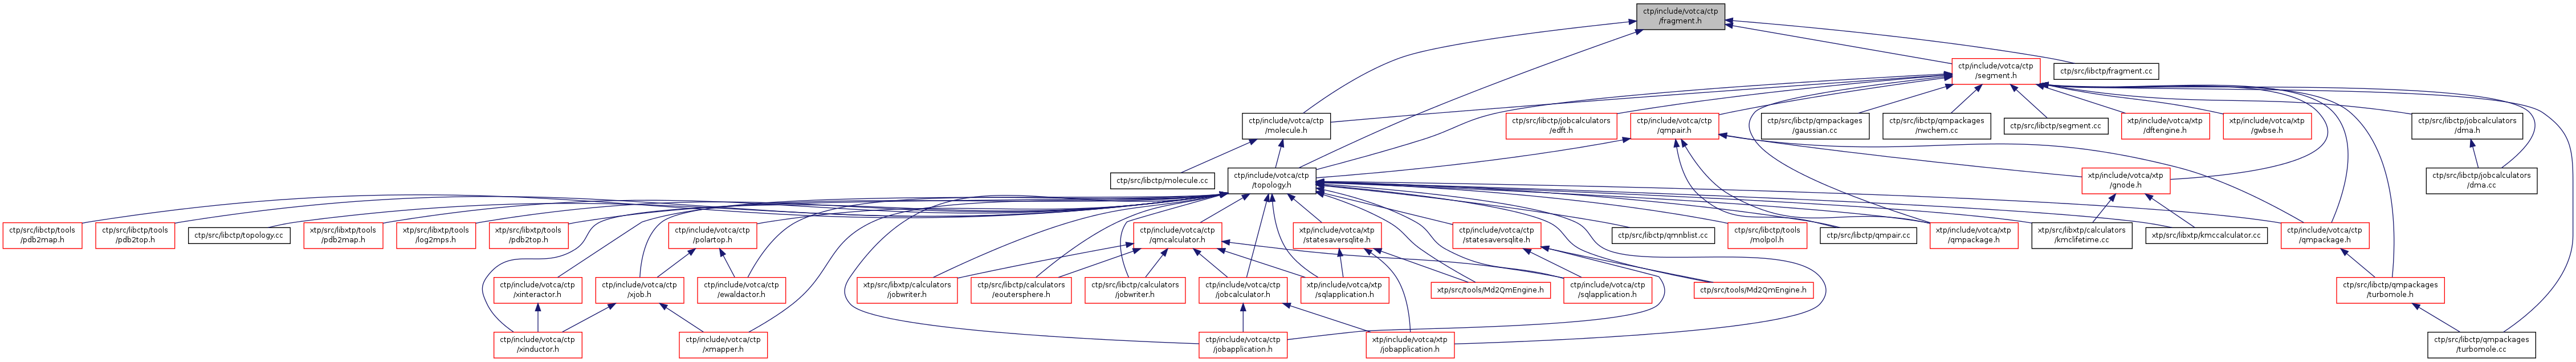 ctp/include/votca/ctp
/fragment.h
ctp/include/votca/ctp
/segment.h
ctp/src/libctp/fragment.cc
ctp/include/votca/ctp
/molecule.h
ctp/src/libctp/jobcalculators
/edft.h
ctp/include/votca/ctp
/qmpair.h
ctp/src/libctp/qmpackages
/gaussian.cc
ctp/src/libctp/qmpackages
/nwchem.cc
ctp/src/libctp/segment.cc
xtp/include/votca/xtp
/dftengine.h
xtp/include/votca/xtp
/gwbse.h
ctp/src/libctp/jobcalculators
/dma.h
ctp/src/libctp/molecule.cc
ctp/include/votca/ctp
/topology.h
xtp/include/votca/xtp
/gnode.h
ctp/src/libctp/jobcalculators
/dma.cc
ctp/src/libctp/tools
/pdb2map.h
ctp/src/libctp/tools
/pdb2top.h
ctp/src/libctp/topology.cc
xtp/src/libxtp/tools
/pdb2map.h
xtp/src/libxtp/tools
/log2mps.h
xtp/src/libxtp/tools
/pdb2top.h
ctp/include/votca/ctp
/polartop.h
ctp/include/votca/ctp
/qmcalculator.h
xtp/include/votca/xtp
/statesaversqlite.h
ctp/include/votca/ctp
/statesaversqlite.h
ctp/src/libctp/qmnblist.cc
ctp/src/libctp/tools
/molpol.h
ctp/src/libctp/qmpair.cc
xtp/include/votca/xtp
/qmpackage.h
xtp/src/libxtp/calculators
/kmclifetime.cc
xtp/src/libxtp/kmccalculator.cc
ctp/include/votca/ctp
/qmpackage.h
ctp/include/votca/ctp
/xinteractor.h
ctp/include/votca/ctp
/xjob.h
ctp/include/votca/ctp
/ewaldactor.h
xtp/src/libxtp/calculators
/jobwriter.h
ctp/src/libctp/calculators
/eoutersphere.h
ctp/src/libctp/calculators
/jobwriter.h
ctp/include/votca/ctp
/jobcalculator.h
xtp/include/votca/xtp
/sqlapplication.h
xtp/src/tools/Md2QmEngine.h
ctp/include/votca/ctp
/sqlapplication.h
ctp/src/tools/Md2QmEngine.h
ctp/src/libctp/qmpackages
/turbomole.h
ctp/include/votca/ctp
/xinductor.h
ctp/include/votca/ctp
/xmapper.h
ctp/include/votca/ctp
/jobapplication.h
xtp/include/votca/xtp
/jobapplication.h
ctp/src/libctp/qmpackages
/turbomole.cc